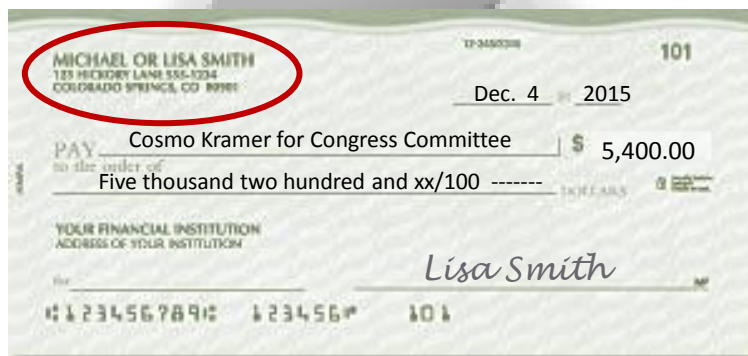 MICHAEL OR LISA SMITH
123 HICKORY LANE 555-1234
COLORADO SPRINGS, CO 80901
101
Dec. 4 2015
PAY to the order of Cosmo Kramer for Congress Committee $ 5,400.00
Five thousand two hundred and xx/100 ------- DOLLARS
YOUR FINANCIAL INSTITUTION
ADDRESS OF YOUR INSTITUTION
for
Lisa Smith
MP
⑆123456789⑆ 123456⑈ 101